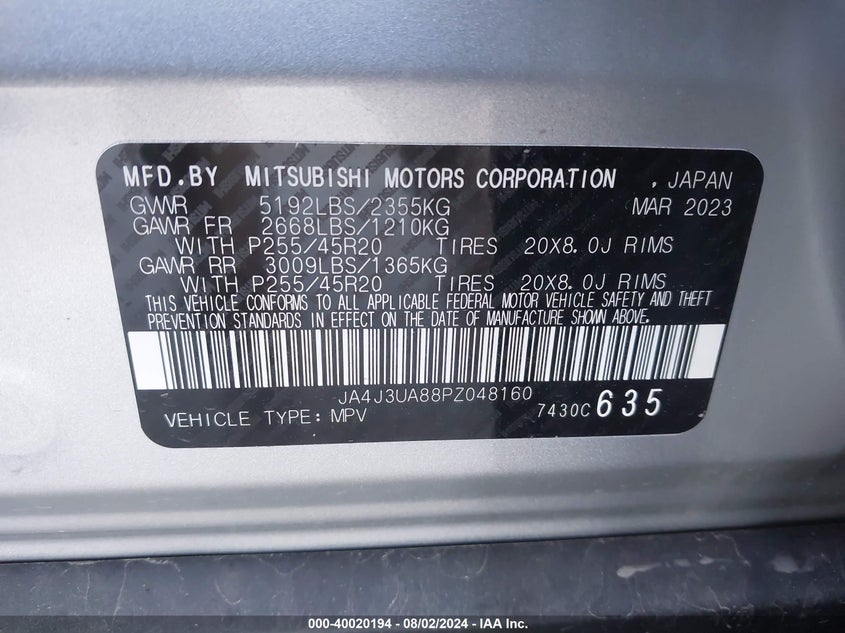 MFD.BY MITSUBISHI MOTORS CORPORATION , JAPAN
GVWR 5192LBS/2355KG MAR 2023
GAWR FR 2668LBS/1210KG
WITH P255/45R20 TIRES 20X8.0J RIMS
GAWR RR 3009LBS/1365KG
WITH P255/45R20 TIRES 20X8.0J RIMS
THIS VEHICLE CONFORMS TO ALL APPLICABLE FEDERAL MOTOR VEHICLE SAFETY AND THEFT
PREVENTION STANDARDS IN EFFECT ON THE DATE OF MANUFACTURE SHOWN ABOVE.
JA4J3UA88PZ048160
VEHICLE TYPE: MPV 7430C 635
000-40020194 - 08/02/2024 - IAA Inc.